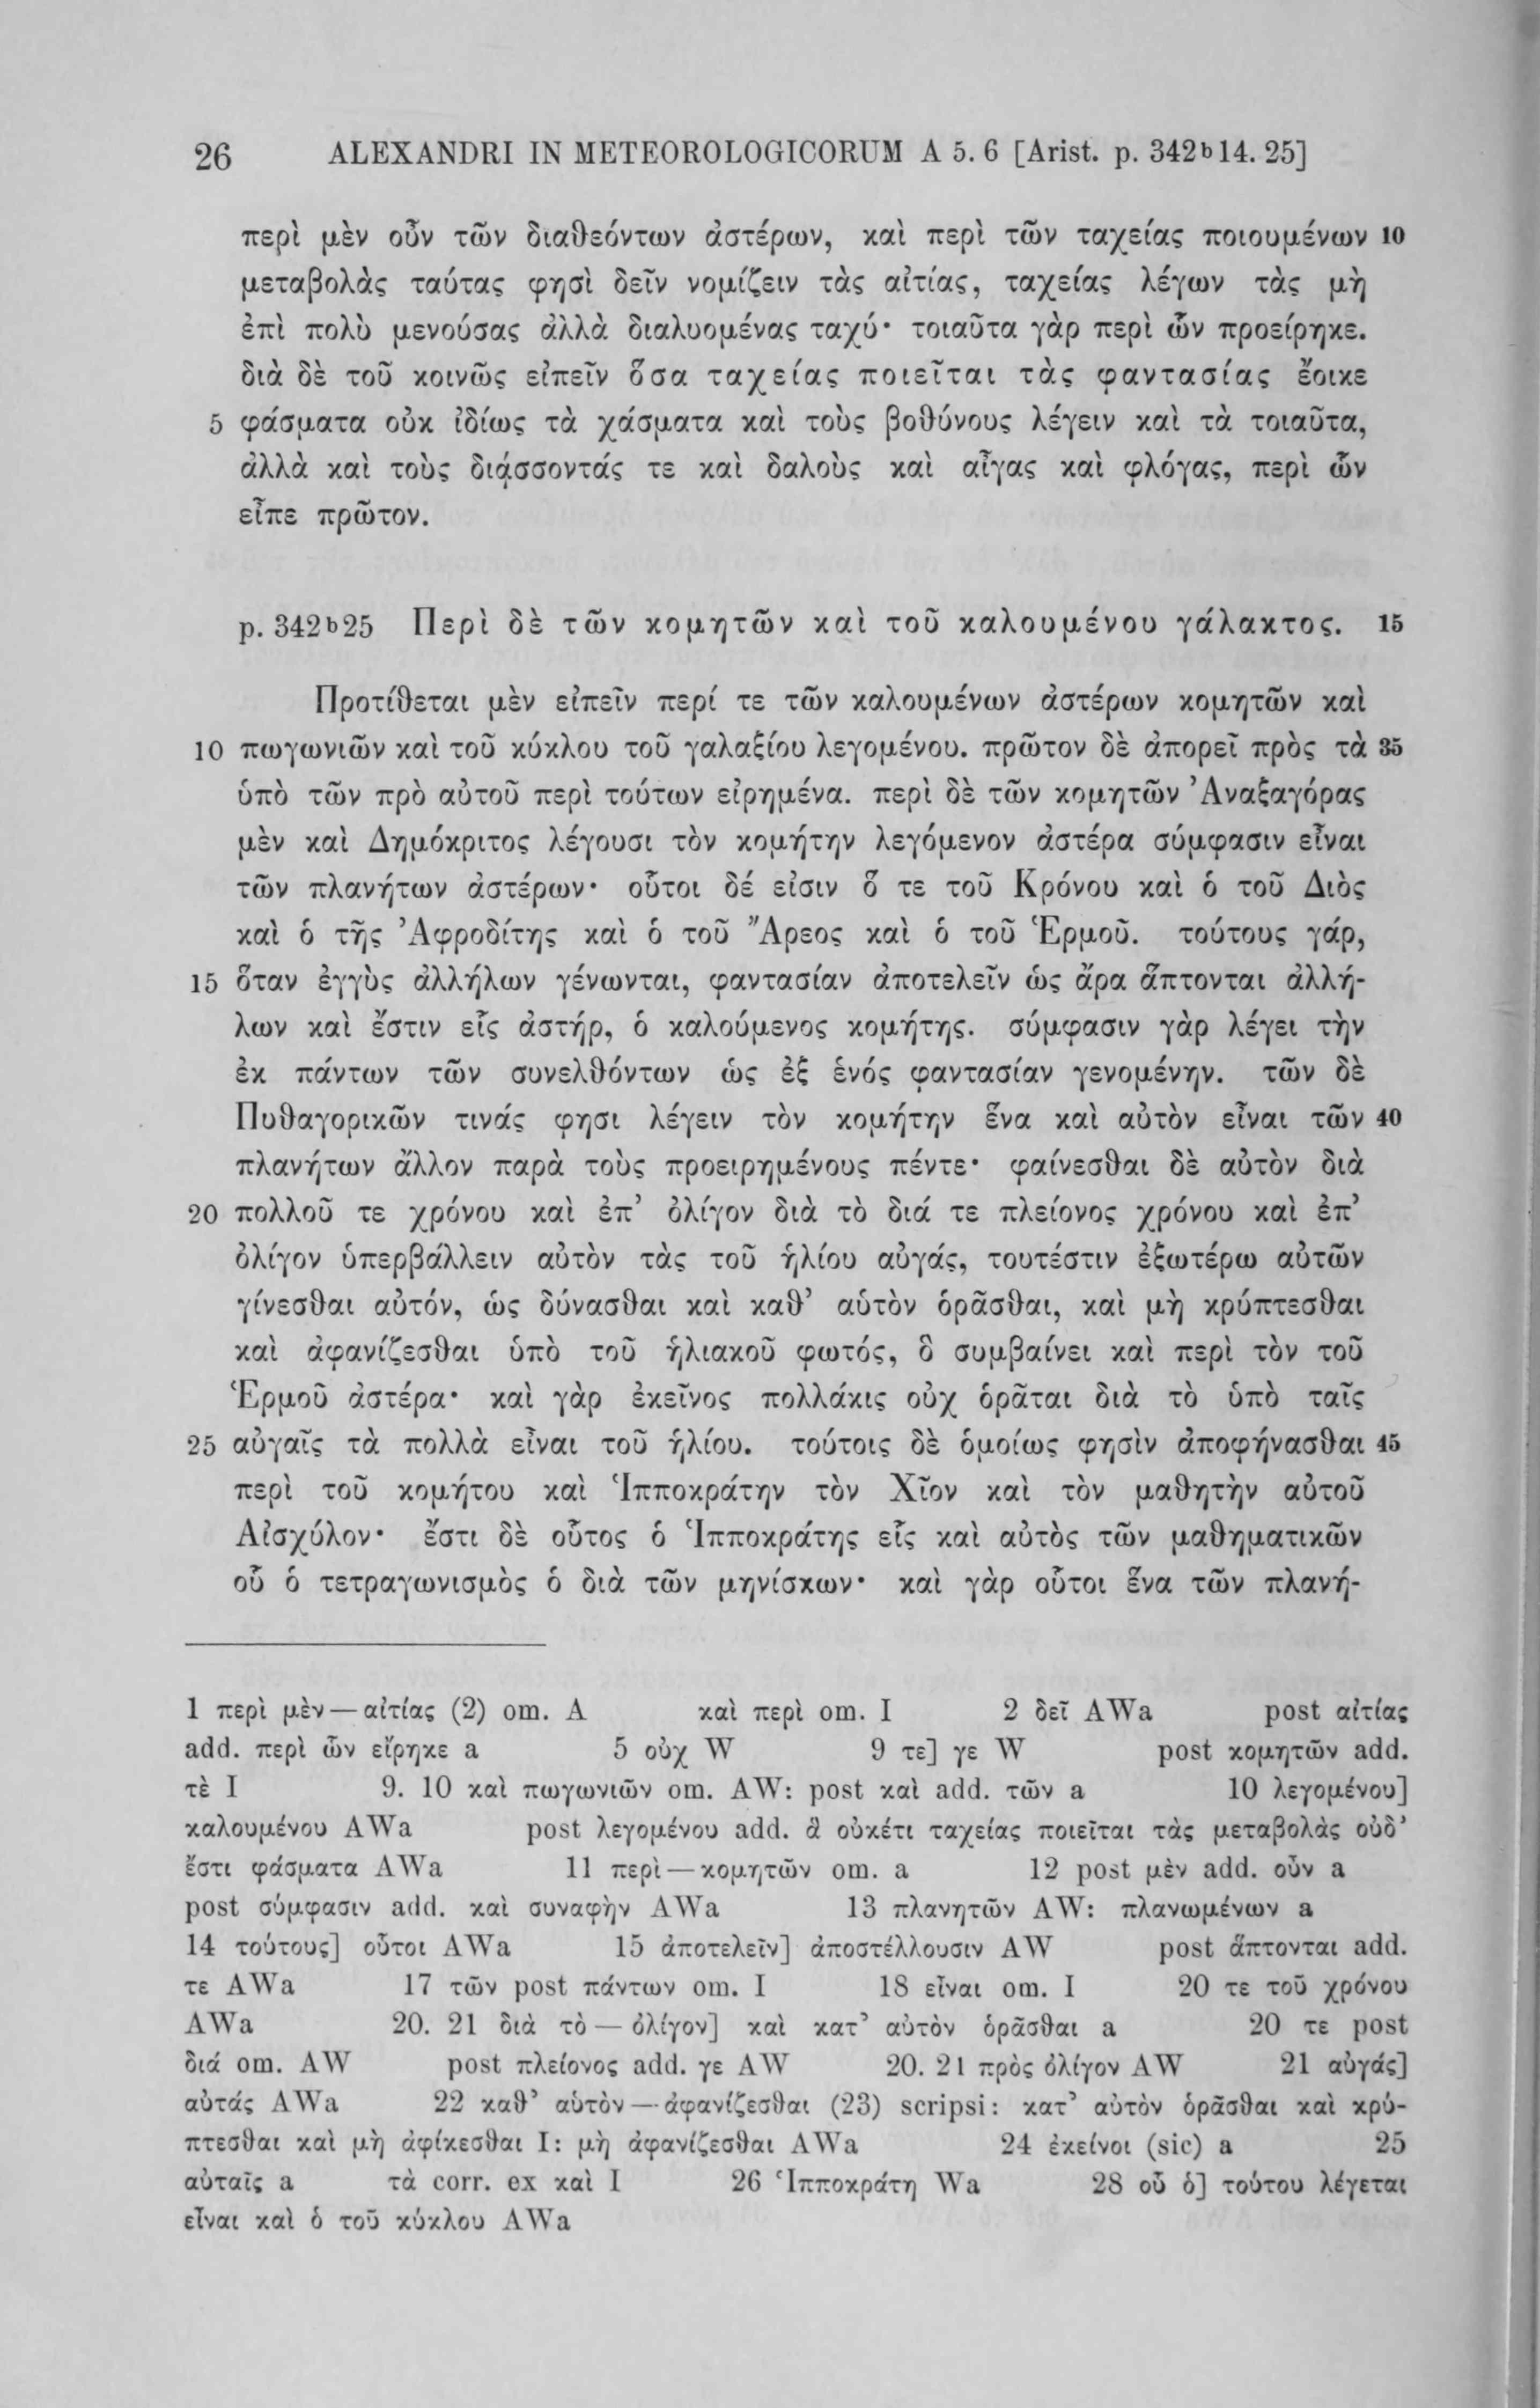 26 ALEXANDRI IN METEOROLOGICORUM A 5. 6 [Arist. p. 342b14. 25]
περὶ μὲν οὖν τῶν διαθεόντων ἀστέρων, καὶ περὶ τῶν ταχείας ποιουμένων 10
μεταβολὰς ταύτας φησὶ δεῖν νομίζειν τὰς αἰτίας, ταχείας λέγων τὰς μὴ
ἐπὶ πολὺ μενούσας ἀλλὰ διαλυομένας ταχύ· τοιαῦτα γὰρ περὶ ὧν προείρηκε.
διὰ δὲ τοῦ κοινῶς εἰπεῖν ὅσα ταχείας ποιεῖται τὰς φαντασίας ἔοικε
5 φάσματα οὐκ ἰδίως τὰ χάσματα καὶ τοὺς βοθύνους λέγειν καὶ τὰ τοιαῦτα,
ἀλλὰ καὶ τοὺς διᾴσσοντάς τε καὶ δαλοὺς καὶ αἶγας καὶ φλόγας, περὶ ὧν
εἶπε πρῶτον.
p. 342b25 Περὶ δὲ τῶν κομητῶν καὶ τοῦ καλουμένου γάλακτος. 15
Προτίθεται μὲν εἰπεῖν περί τε τῶν καλουμένων ἀστέρων κομητῶν καὶ
10 πωγωνιῶν καὶ τοῦ κύκλου τοῦ γαλαξίου λεγομένου. πρῶτον δὲ ἀπορεῖ πρὸς τὰ 35
ὑπὸ τῶν πρὸ αὐτοῦ περὶ τούτων εἰρημένα. περὶ δὲ τῶν κομητῶν Ἀναξαγόρας
μὲν καὶ Δημόκριτος λέγουσι τὸν κομήτην λεγόμενον ἀστέρα σύμφασιν εἶναι
τῶν πλανήτων ἀστέρων· οὗτοι δέ εἰσιν ὅ τε τοῦ Κρόνου καὶ ὁ τοῦ Διὸς
καὶ ὁ τῆς Ἀφροδίτης καὶ ὁ τοῦ Ἄρεος καὶ ὁ τοῦ Ἑρμοῦ. τούτους γάρ,
15 ὅταν ἐγγὺς ἀλλήλων γένωνται, φαντασίαν ἀποτελεῖν ὡς ἄρα ἅπτονται ἀλλή-
λων καὶ ἔστιν εἷς ἀστήρ, ὁ καλούμενος κομήτης. σύμφασιν γὰρ λέγει τὴν
ἐκ πάντων τῶν συνελθόντων ὡς ἐξ ἑνός φαντασίαν γενομένην. τῶν δὲ
Πυθαγορικῶν τινάς φησι λέγειν τὸν κομήτην ἕνα καὶ αὐτὸν εἶναι τῶν 40
πλανήτων ἄλλον παρὰ τοὺς προειρημένους πέντε· φαίνεσθαι δὲ αὐτὸν διὰ
20 πολλοῦ τε χρόνου καὶ ἐπ’ ὀλίγον διὰ τὸ διά τε πλείονος χρόνου καὶ ἐπ’
ὀλίγον ὑπερβάλλειν αὐτὸν τὰς τοῦ ἡλίου αὐγάς, τουτέστιν ἐξωτέρω αὐτῶν
γίνεσθαι αὐτόν, ὡς δύνασθαι καὶ καθ’ αὑτὸν ὁρᾶσθαι, καὶ μὴ κρύπτεσθαι
καὶ ἀφανίζεσθαι ὑπὸ τοῦ ἡλιακοῦ φωτός, ὃ συμβαίνει καὶ περὶ τὸν τοῦ
Ἑρμοῦ ἀστέρα· καὶ γὰρ ἐκεῖνος πολλάκις οὐχ ὁρᾶται διὰ τὸ ὑπὸ ταῖς
25 αὐγαῖς τὰ πολλὰ εἶναι τοῦ ἡλίου. τούτοις δὲ ὁμοίως φησὶν ἀποφήνασθαι 45
περὶ τοῦ κομήτου καὶ Ἱπποκράτην τὸν Χῖον καὶ τὸν μαθητὴν αὐτοῦ
Αἰσχύλον· ἔστι δὲ οὗτος ὁ Ἱπποκράτης εἷς καὶ αὐτὸς τῶν μαθηματικῶν
οὗ ὁ τετραγωνισμὸς ὁ διὰ τῶν μηνίσκων· καὶ γὰρ οὗτοι ἕνα τῶν πλανή-
1 περὶ μὲν — αἰτίας (2) om. A καὶ περὶ om. I 2 δεῖ AWa post αἰτίας
add. περὶ ὧν εἴρηκε a 5 οὐχ W 9 τε] γε W post κομητῶν add.
τὲ I 9. 10 καὶ πωγωνιῶν om. AW: post καὶ add. τῶν a 10 λεγομένου]
καλουμένου AWa post λεγομένου add. ἃ οὐκέτι ταχείας ποιεῖται τὰς μεταβολὰς οὐδ’
ἔστι φάσματα AWa 11 περὶ — κομητῶν om. a 12 post μὲν add. οὖν a
post σύμφασιν add. καὶ συναφὴν AWa 13 πλανητῶν AW: πλανωμένων a
14 τούτους] οὗτοι AWa 15 ἀποτελεῖν] ἀποστέλλουσιν AW post ἅπτονται add.
τε AWa 17 τῶν post πάντων om. I 18 εἶναι om. I 20 τε τοῦ χρόνου
AWa 20. 21 διὰ τὸ — ὀλίγον] καὶ κατ’ αὐτὸν ὁρᾶσθαι a 20 τε post
διά om. AW post πλείονος add. γε AW 20. 21 πρὸς ὀλίγον AW 21 αὐγάς]
αὐτάς AWa 22 καθ’ αὑτὸν — ἀφανίζεσθαι (23) scripsi: κατ’ αὐτὸν ὁρᾶσθαι καὶ κρύ-
πτεσθαι καὶ μὴ ἀφίκεσθαι I: μὴ ἀφανίζεσθαι AWa 24 ἐκείνοι (sic) a 25
αὐταῖς a τὰ corr. ex καὶ I 26 Ἱπποκράτη Wa 28 οὗ ὁ] τούτου λέγεται
εἶναι καὶ ὁ τοῦ κύκλου AWa